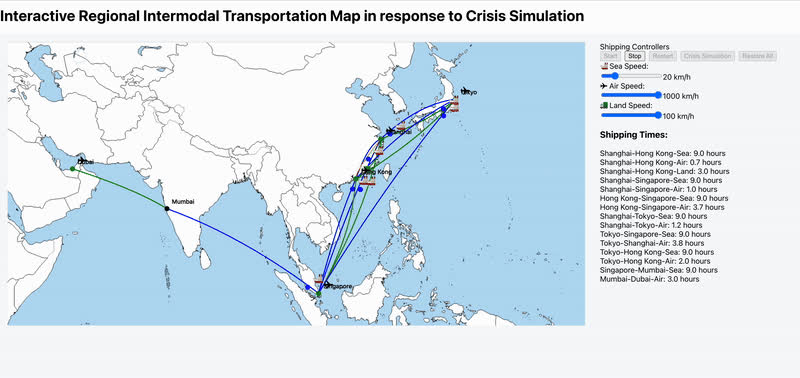 Interactive Regional Intermodal Transportation Map in response to Crisis Simulation
Shipping Controllers
Start Stop Restart Crisis Simulation Restore All
Sea Speed:
20 km/h
Air Speed:
1000 km/h
Land Speed:
100 km/h
Shipping Times:
Shanghai-Hong Kong-Sea: 9.0 hours
Shanghai-Hong Kong-Air: 0.7 hours
Shanghai-Hong Kong-Land: 3.0 hours
Shanghai-Singapore-Sea: 9.0 hours
Shanghai-Singapore-Air: 1.0 hours
Hong Kong-Singapore-Sea: 9.0 hours
Hong Kong-Singapore-Air: 3.7 hours
Shanghai-Tokyo-Sea: 9.0 hours
Shanghai-Tokyo-Air: 1.2 hours
Tokyo-Singapore-Sea: 9.0 hours
Tokyo-Shanghai-Air: 3.8 hours
Tokyo-Hong Kong-Sea: 9.0 hours
Tokyo-Hong Kong-Air: 2.0 hours
Singapore-Mumbai-Sea: 9.0 hours
Mumbai-Dubai-Air: 3.0 hours
Tokyo
Shanghai
Dubai
Hong Kong
Mumbai
Singapore